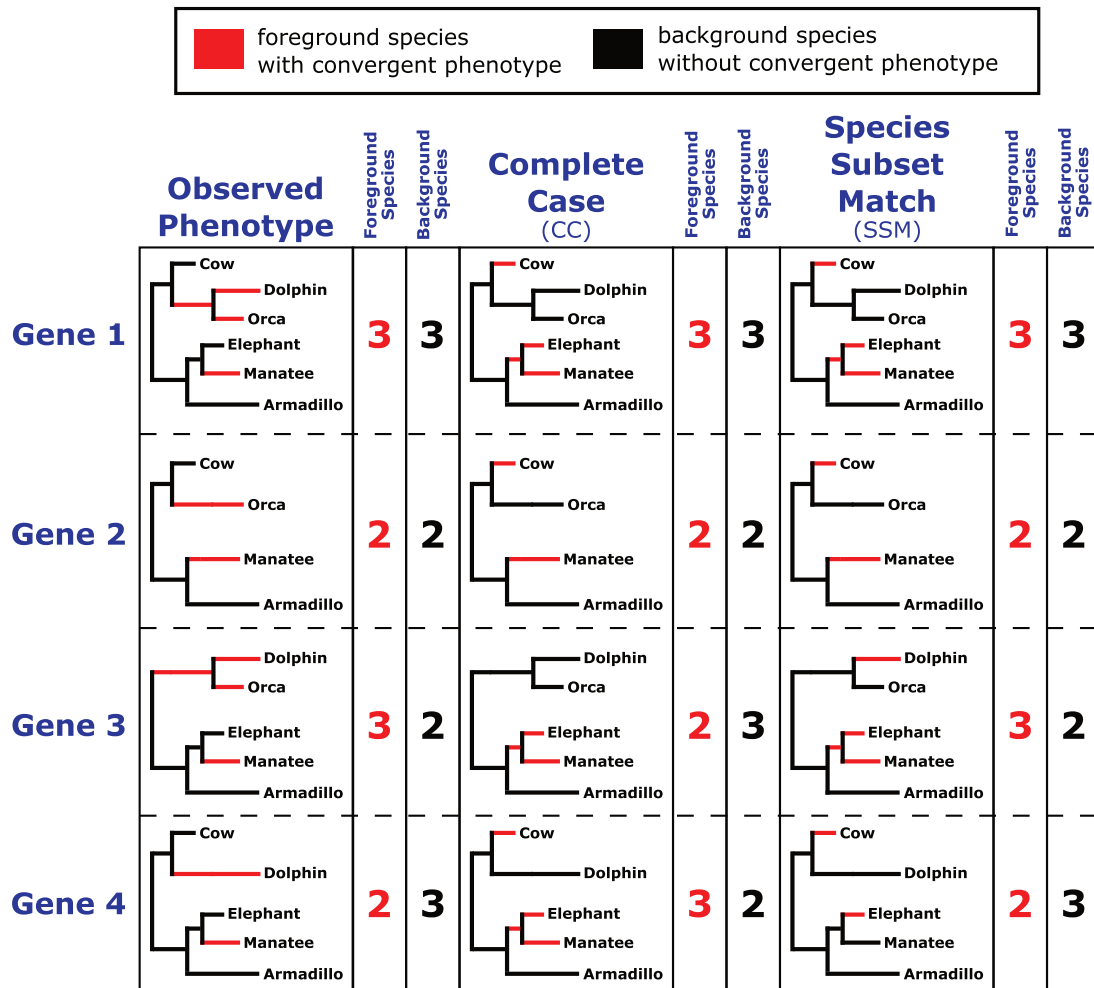 foreground species
with convergent phenotype
background species
without convergent phenotype
Observed
Phenotype
Foreground
Species
Background
Species
Complete
Case
(CC)
Foreground
Species
Background
Species
Species
Subset
Match
(SSM)
Foreground
Species
Background
Species
Gene 1
Cow
Dolphin
Orca
Elephant
Manatee
Armadillo
3
3
Cow
Dolphin
Orca
Elephant
Manatee
Armadillo
3
3
Cow
Dolphin
Orca
Elephant
Manatee
Armadillo
3
3
Gene 2
Cow
Orca
Manatee
Armadillo
2
2
Cow
Orca
Manatee
Armadillo
2
2
Cow
Orca
Manatee
Armadillo
2
2
Gene 3
Dolphin
Orca
Elephant
Manatee
Armadillo
3
2
Dolphin
Orca
Elephant
Manatee
Armadillo
2
3
Dolphin
Orca
Elephant
Manatee
Armadillo
3
2
Gene 4
Cow
Dolphin
Elephant
Manatee
Armadillo
2
3
Cow
Dolphin
Elephant
Manatee
Armadillo
3
2
Cow
Dolphin
Elephant
Manatee
Armadillo
2
3